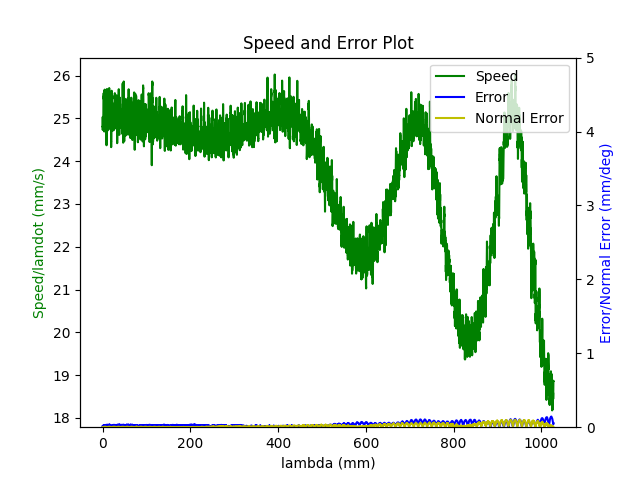 Speed and Error Plot
Speed
Error
Normal Error
26
25
24
23
22
21
20
19
18
Speed/lamdot (mm/s)
5
4
3
2
1
0
Error/Normal Error (mm/deg)
0 200 400 600 800 1000
lambda (mm)